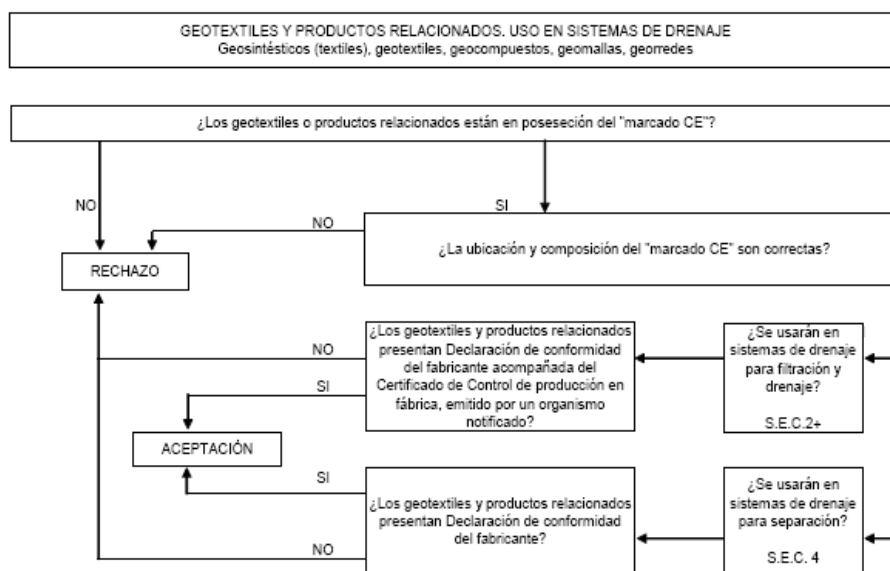 GEOTEXTILES Y PRODUCTOS RELACIONADOS. USO EN SISTEMAS DE DRENAJE
Geosintésticos (textiles), geotextiles, geocompuestos, geomallas, georredes
¿Los geotextiles o productos relacionados están en poseseción del "marcado CE"?
NO
SI
NO
¿La ubicación y composición del "marcado CE" son correctas?
RECHAZO
¿Los geotextiles y productos relacionados
presentan Declaración de conformidad
del fabricante acompañada del
Certificado de Control de producción en
fábrica, emitido por un organismo
notificado?
¿Se usarán en
sistemas de drenaje
para filtración y
drenaje?
S.E.C.2+
NO
SI
ACEPTACIÓN
SI
¿Los geotextiles y productos relacionados
presentan Declaración de conformidad
del fabricante?
NO
¿Se usarán en
sistemas de drenaje
para separación?
S.E.C. 4